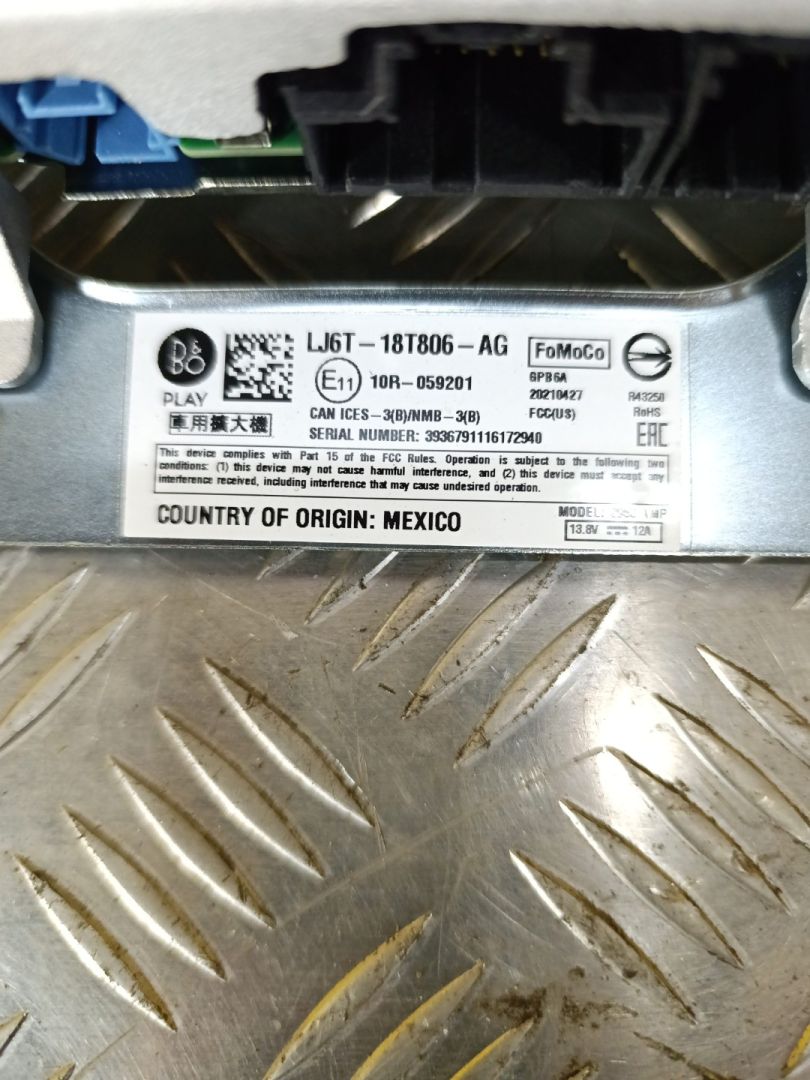 B&O
PLAY
車用擴大機
LJ6T-18T806-AG
FoMoCo
E11
10R-059201
GPB6A
20210427
R43250
CAN ICES-3(B)/NMB-3(B)
FCC(US)
RoHS
SERIAL NUMBER: 3936791116172940
EAC
This device complies with Part 15 of the FCC Rules. Operation is subject to the following two
conditions: (1) this device may not cause harmful interference, and (2) this device must accept any
interference received, including interference that may cause undesired operation.
COUNTRY OF ORIGIN: MEXICO
MODEL:
13.8V 12A